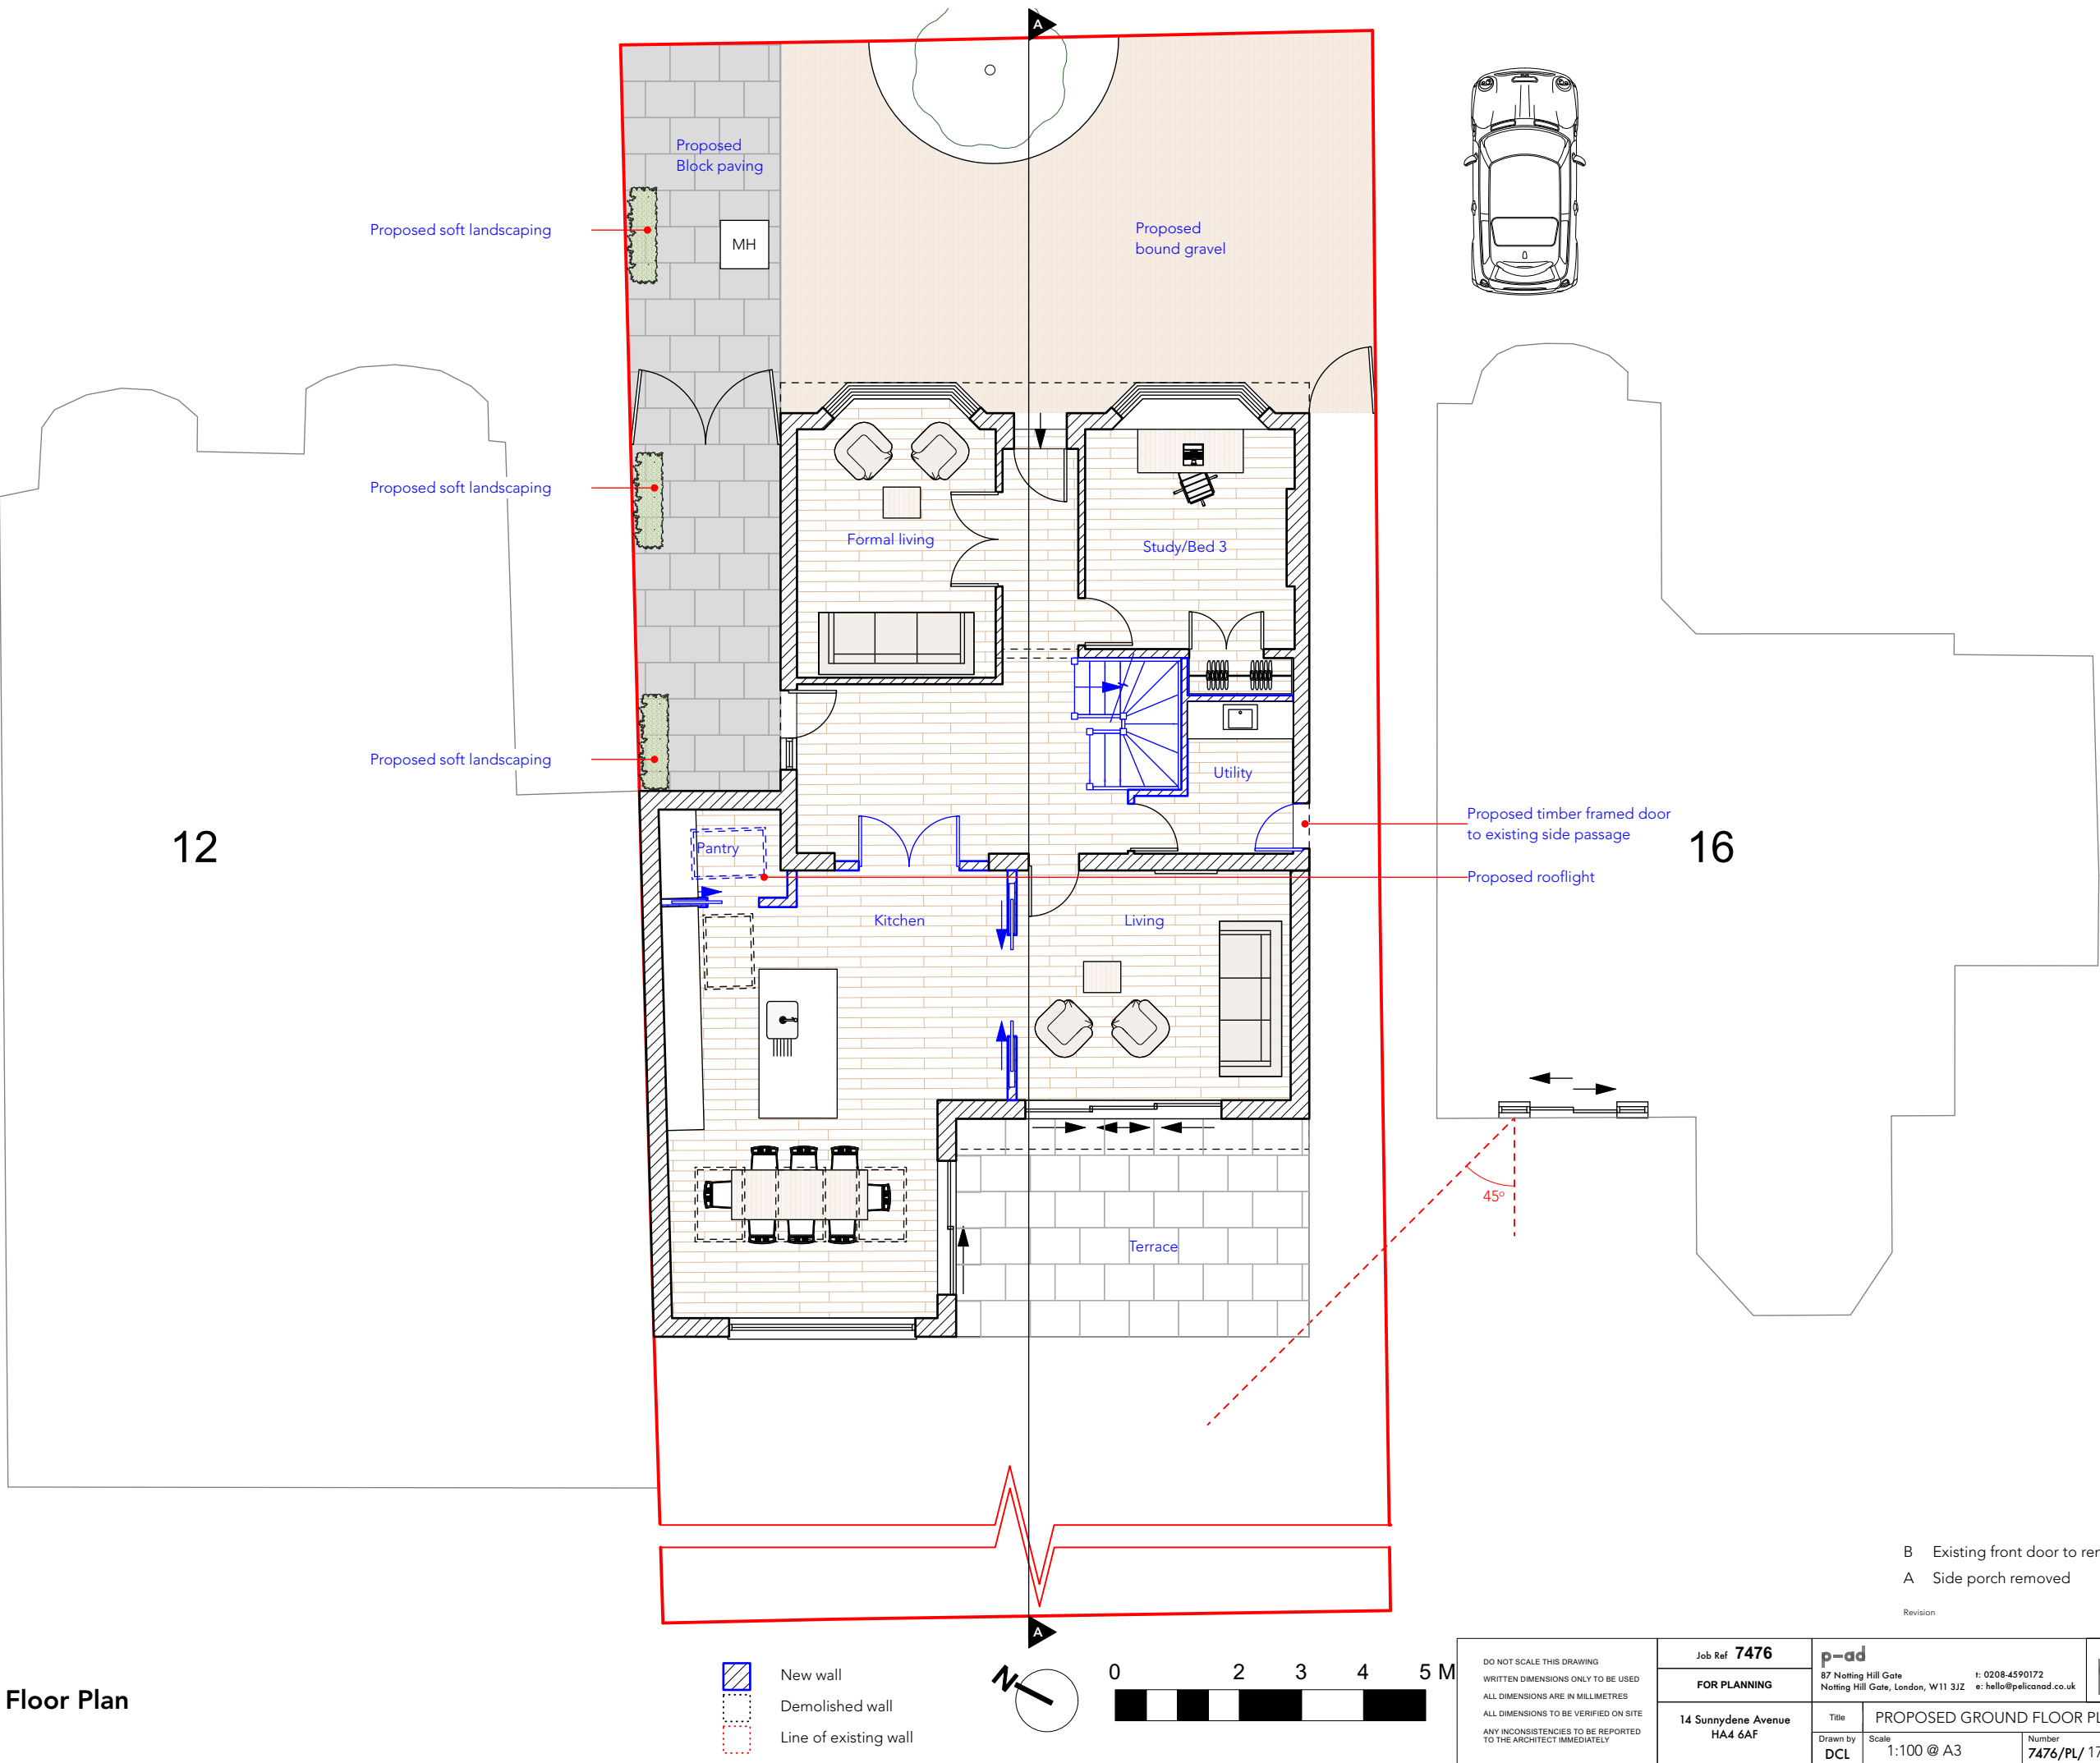 A
Proposed
Block paving
Proposed soft landscaping
MH
Proposed
bound gravel
Proposed soft landscaping
Formal living
Study/Bed 3
Proposed soft landscaping
Utility
12
Pantry
Proposed timber framed door
to existing side passage
16
Proposed rooflight
Kitchen
Living
45°
Terrace
B Existing front door to
A Side porch removed
Revision
A
Floor Plan
New wall
Demolished wall
Line of existing wall
N
0 2 3 4 5 M
DO NOT SCALE THIS DRAWING
WRITTEN DIMENSIONS ONLY TO BE USED
ALL DIMENSIONS ARE IN MILLIMETRES
ALL DIMENSIONS TO BE VERIFIED ON SITE
ANY INCONSISTENCIES TO BE REPORTED
TO THE ARCHITECT IMMEDIATELY
Job Ref 7476
FOR PLANNING
14 Sunnydene Avenue
HA4 6AF
p-ad
87 Notting Hill Gate t: 0208-4590172
Notting Hill Gate, London, W11 3JZ e: hello@pelicanad.co.uk
Title PROPOSED GROUND FLOOR
Drawn by DCL
Scale 1:100 @ A3
Number 7476/PL/ 17